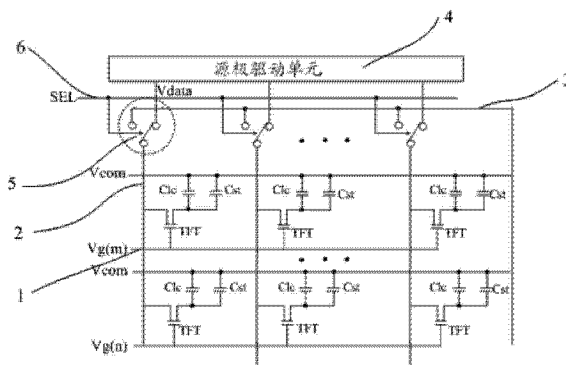 4
源极驱动单元
6
SEL
Vdata
3
5
Vcom
Clc Cst Clc Cst Clc Cst
2
TFT TFT TFT
Vg(m)
Vcom
1
Clc Cst Clc Cst Clc Cst
TFT TFT TFT
Vg(n)